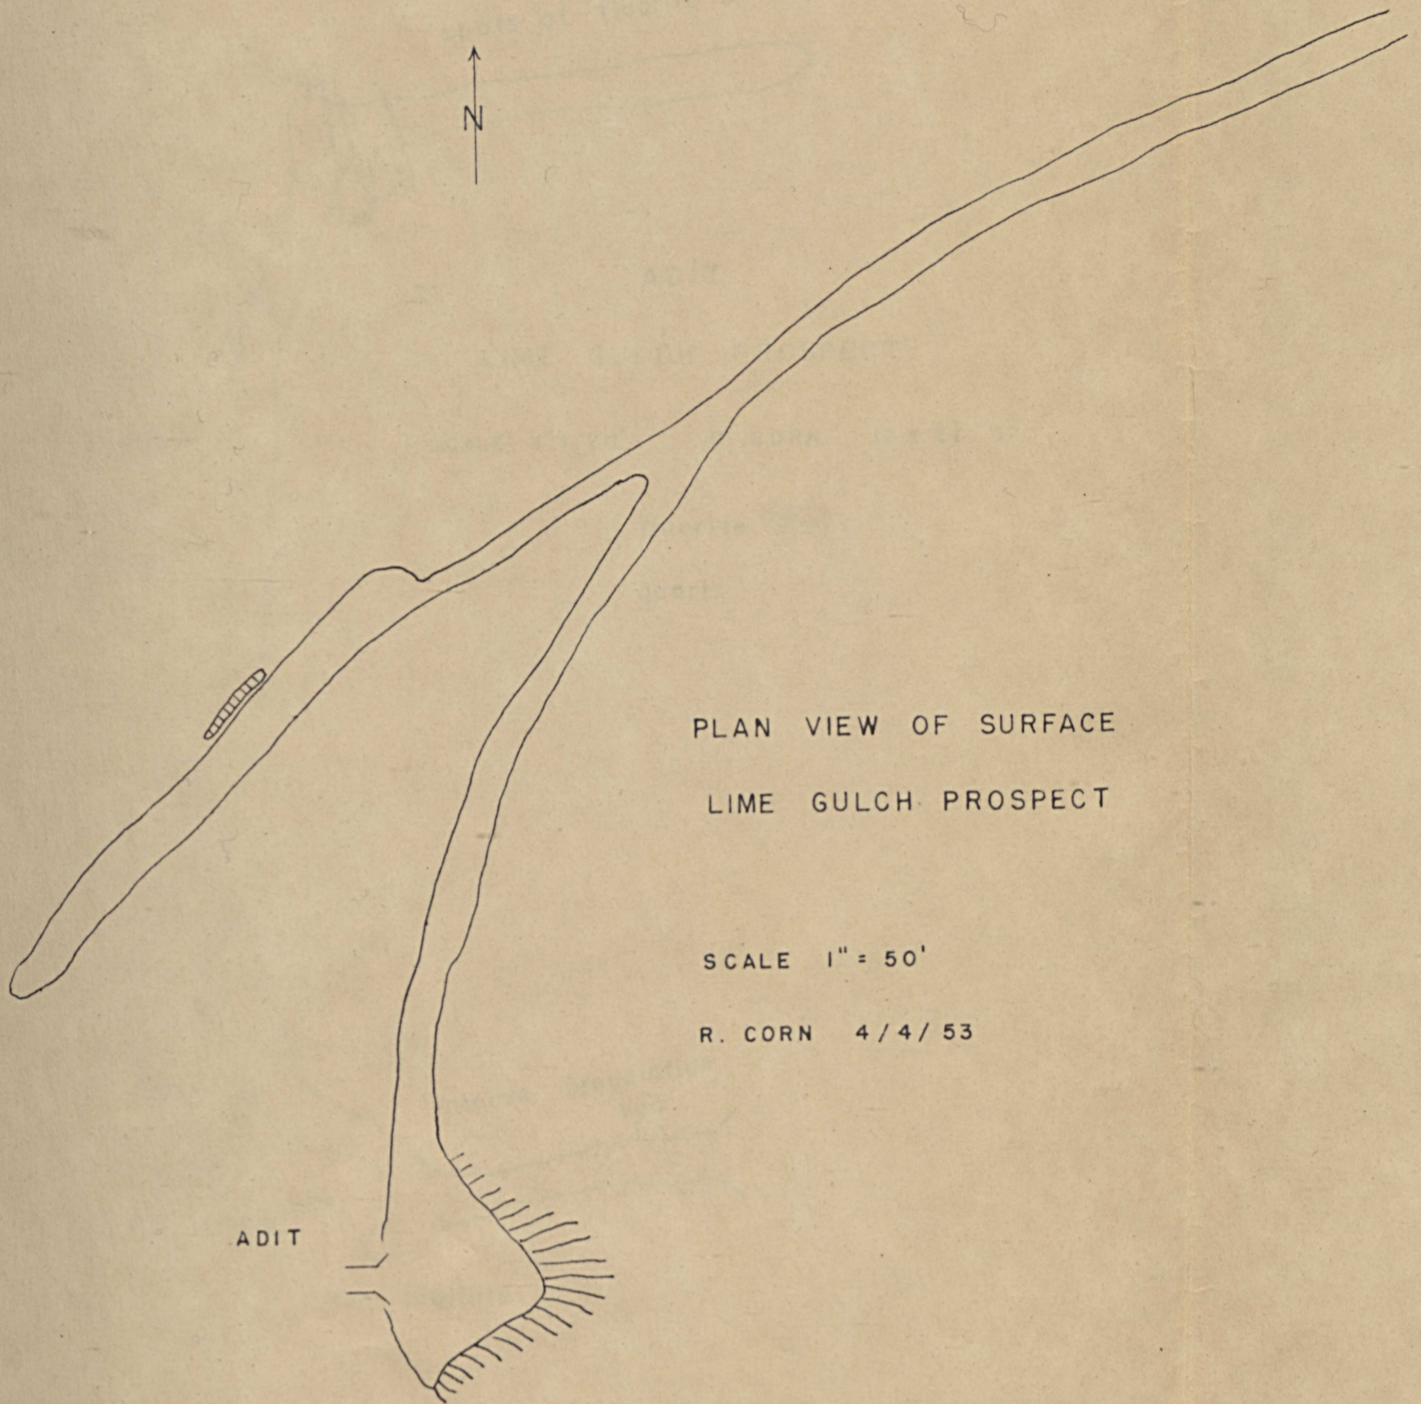 N
PLAN VIEW OF SURFACE
LIME GULCH PROSPECT
SCALE 1" = 50'
R. CORN 4/4/53
ADIT